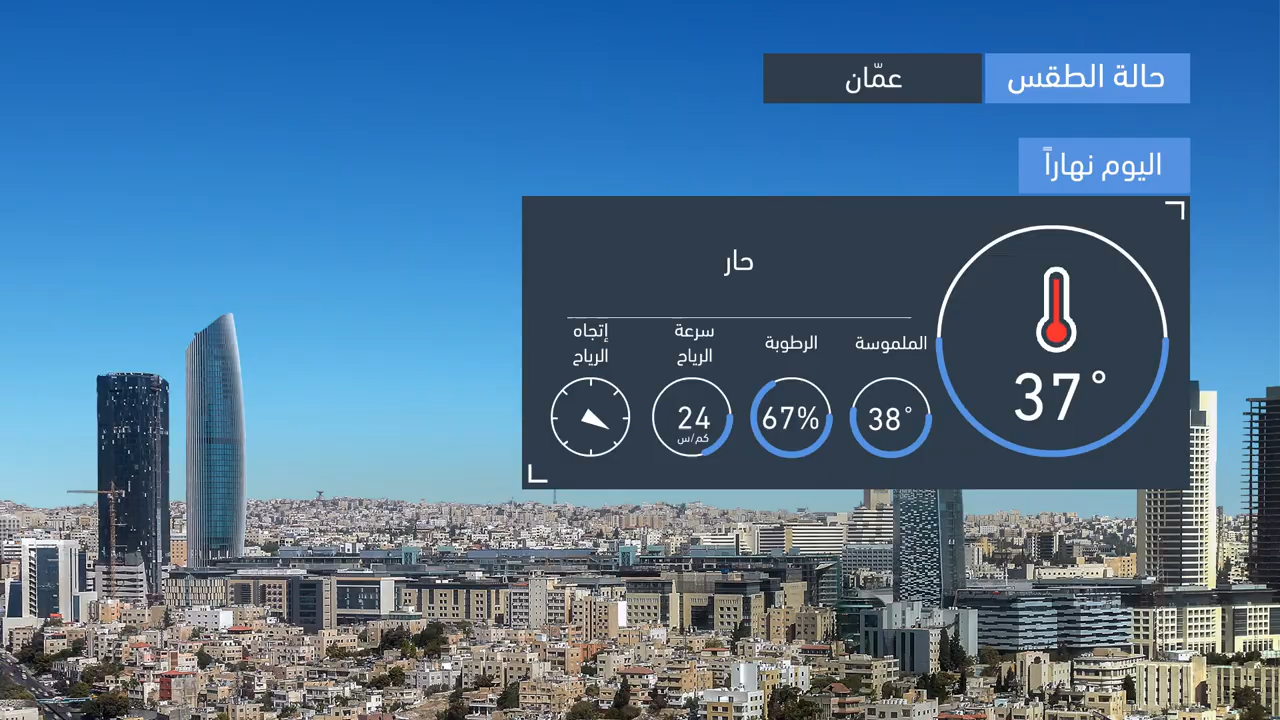 حالة الطقس
عمّان
اليوم نهاراً
حار
37°
الملموسة
38°
الرطوبة
67%
سرعة
الرياح
24
كم/س
إتجاه
الرياح